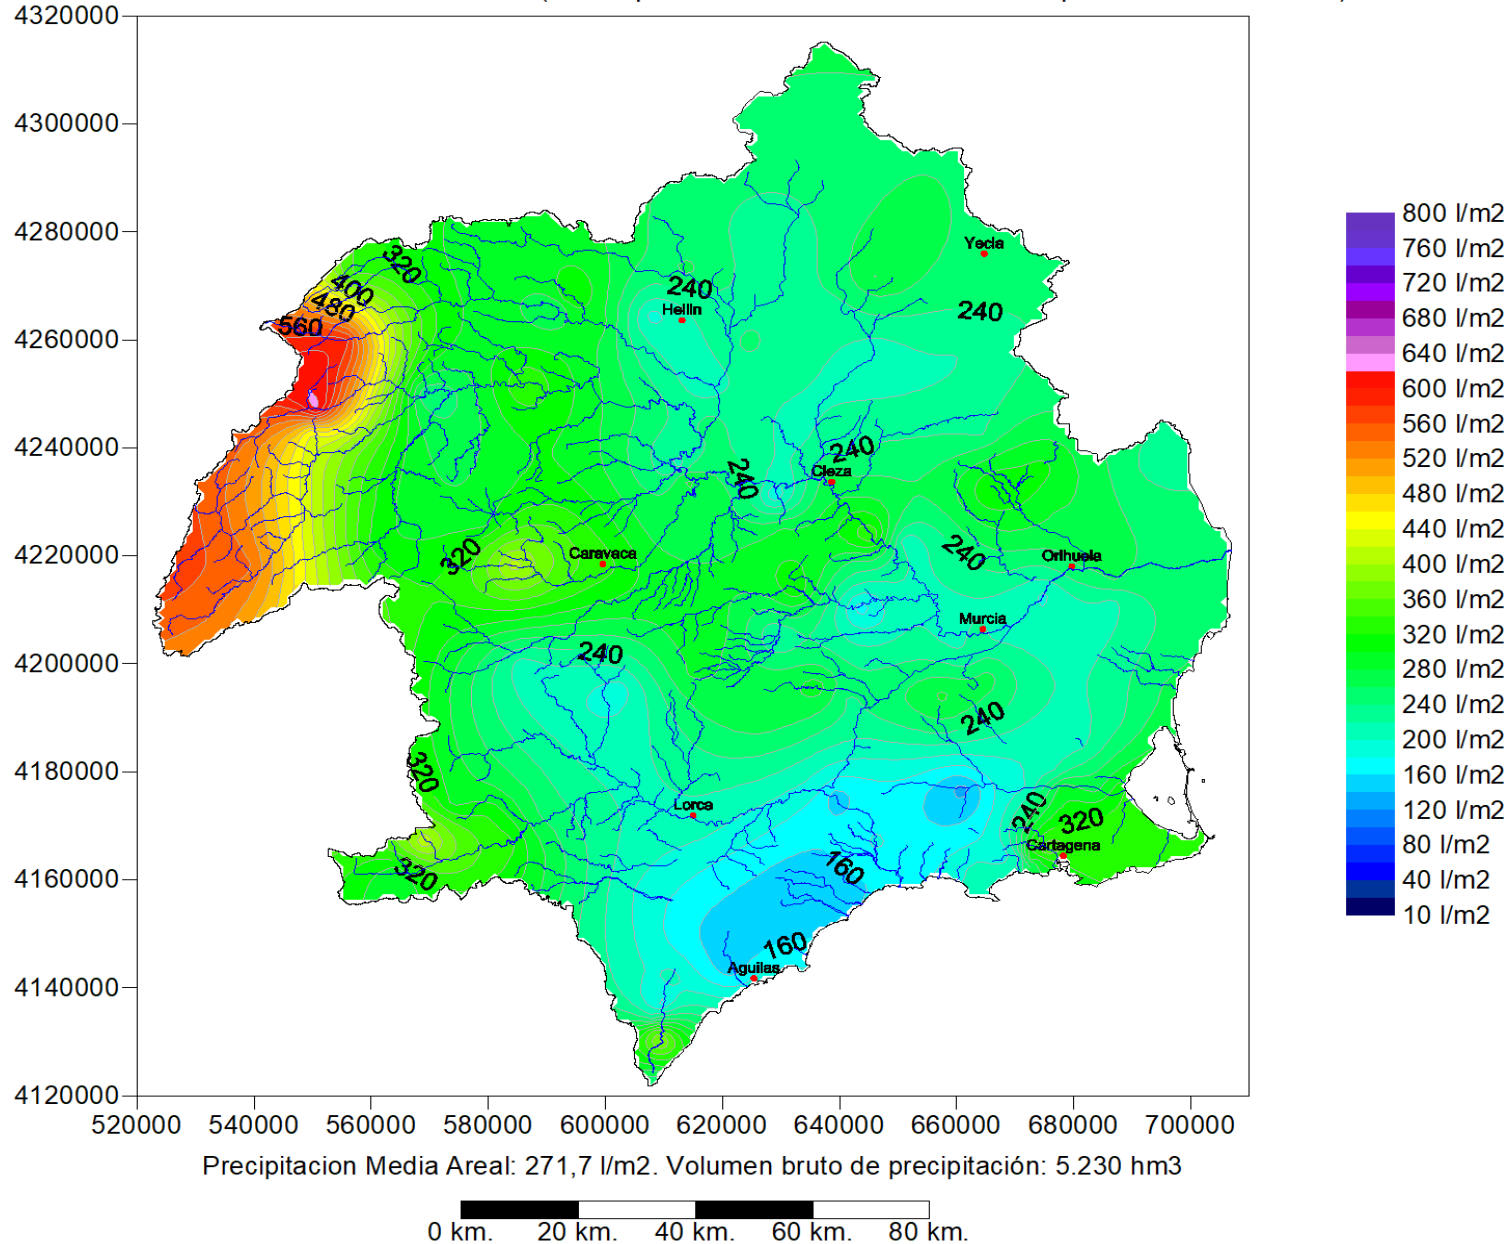 4320000
4300000
4280000
4260000
4240000
4220000
4200000
4180000
4160000
4140000
4120000
520000 540000 560000 580000 600000 620000 640000 660000 680000 700000
320
400
480
560
240
Hellin
Yecla
240
240
Cieza
240
320
Caravaca
240
Orihuela
Murcia
240
240
320
Lorca
240
320
Cartagena
320
160
160
Aguilas
800 l/m2
760 l/m2
720 l/m2
680 l/m2
640 l/m2
600 l/m2
560 l/m2
520 l/m2
480 l/m2
440 l/m2
400 l/m2
360 l/m2
320 l/m2
280 l/m2
240 l/m2
200 l/m2
160 l/m2
120 l/m2
80 l/m2
40 l/m2
10 l/m2
Precipitacion Media Areal: 271,7 l/m2. Volumen bruto de precipitación: 5.230 hm3
0 km. 20 km. 40 km. 60 km. 80 km.